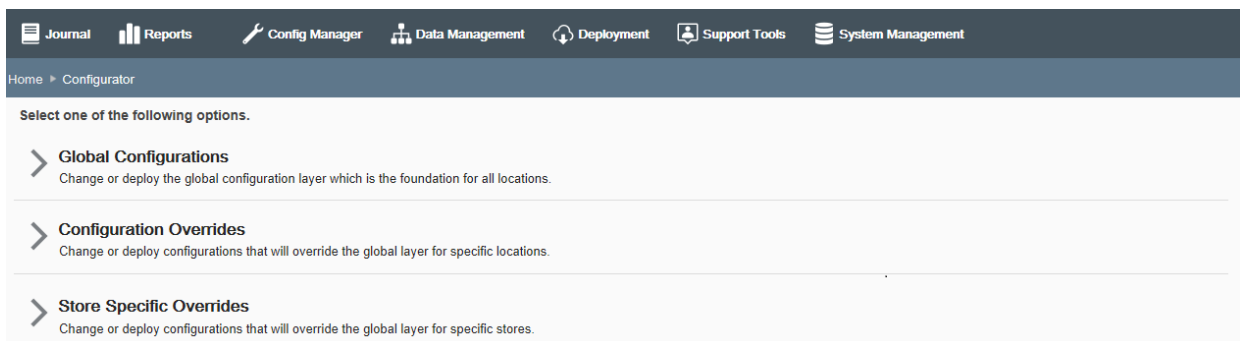 Journal Reports Config Manager Data Management Deployment Support Tools System Management
Home Configurator
Select one of the following options.
Global Configurations
Change or deploy the global configuration layer which is the foundation for all locations.
Configuration Overrides
Change or deploy configurations that will override the global layer for specific locations.
Store Specific Overrides
Change or deploy configurations that will override the global layer for specific stores.